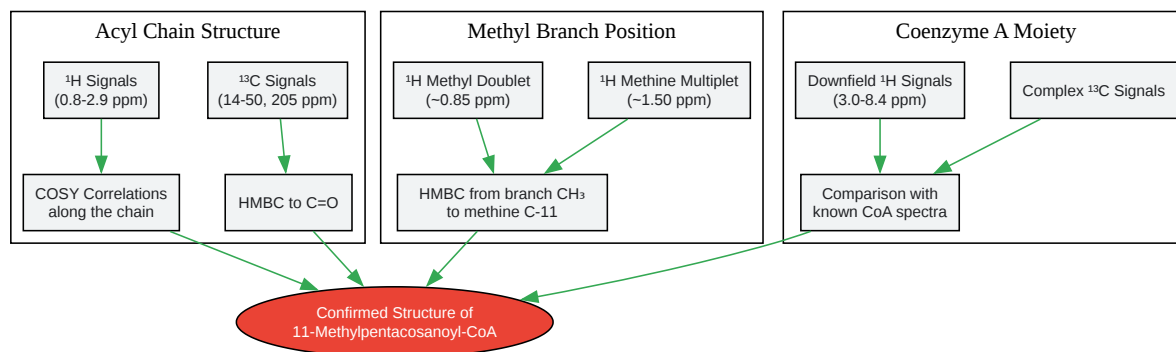 Acyl Chain Structure
¹H Signals
(0.8-2.9 ppm)
¹³C Signals
(14-50, 205 ppm)
COSY Correlations
along the chain
HMBC to C=O
Methyl Branch Position
¹H Methyl Doublet
(~0.85 ppm)
¹H Methine Multiplet
(~1.50 ppm)
HMBC from branch CH₃
to methine C-11
Coenzyme A Moiety
Downfield ¹H Signals
(3.0-8.4 ppm)
Complex ¹³C Signals
Comparison with
known CoA spectra
Confirmed Structure of
11-Methylpentacosanoyl-CoA